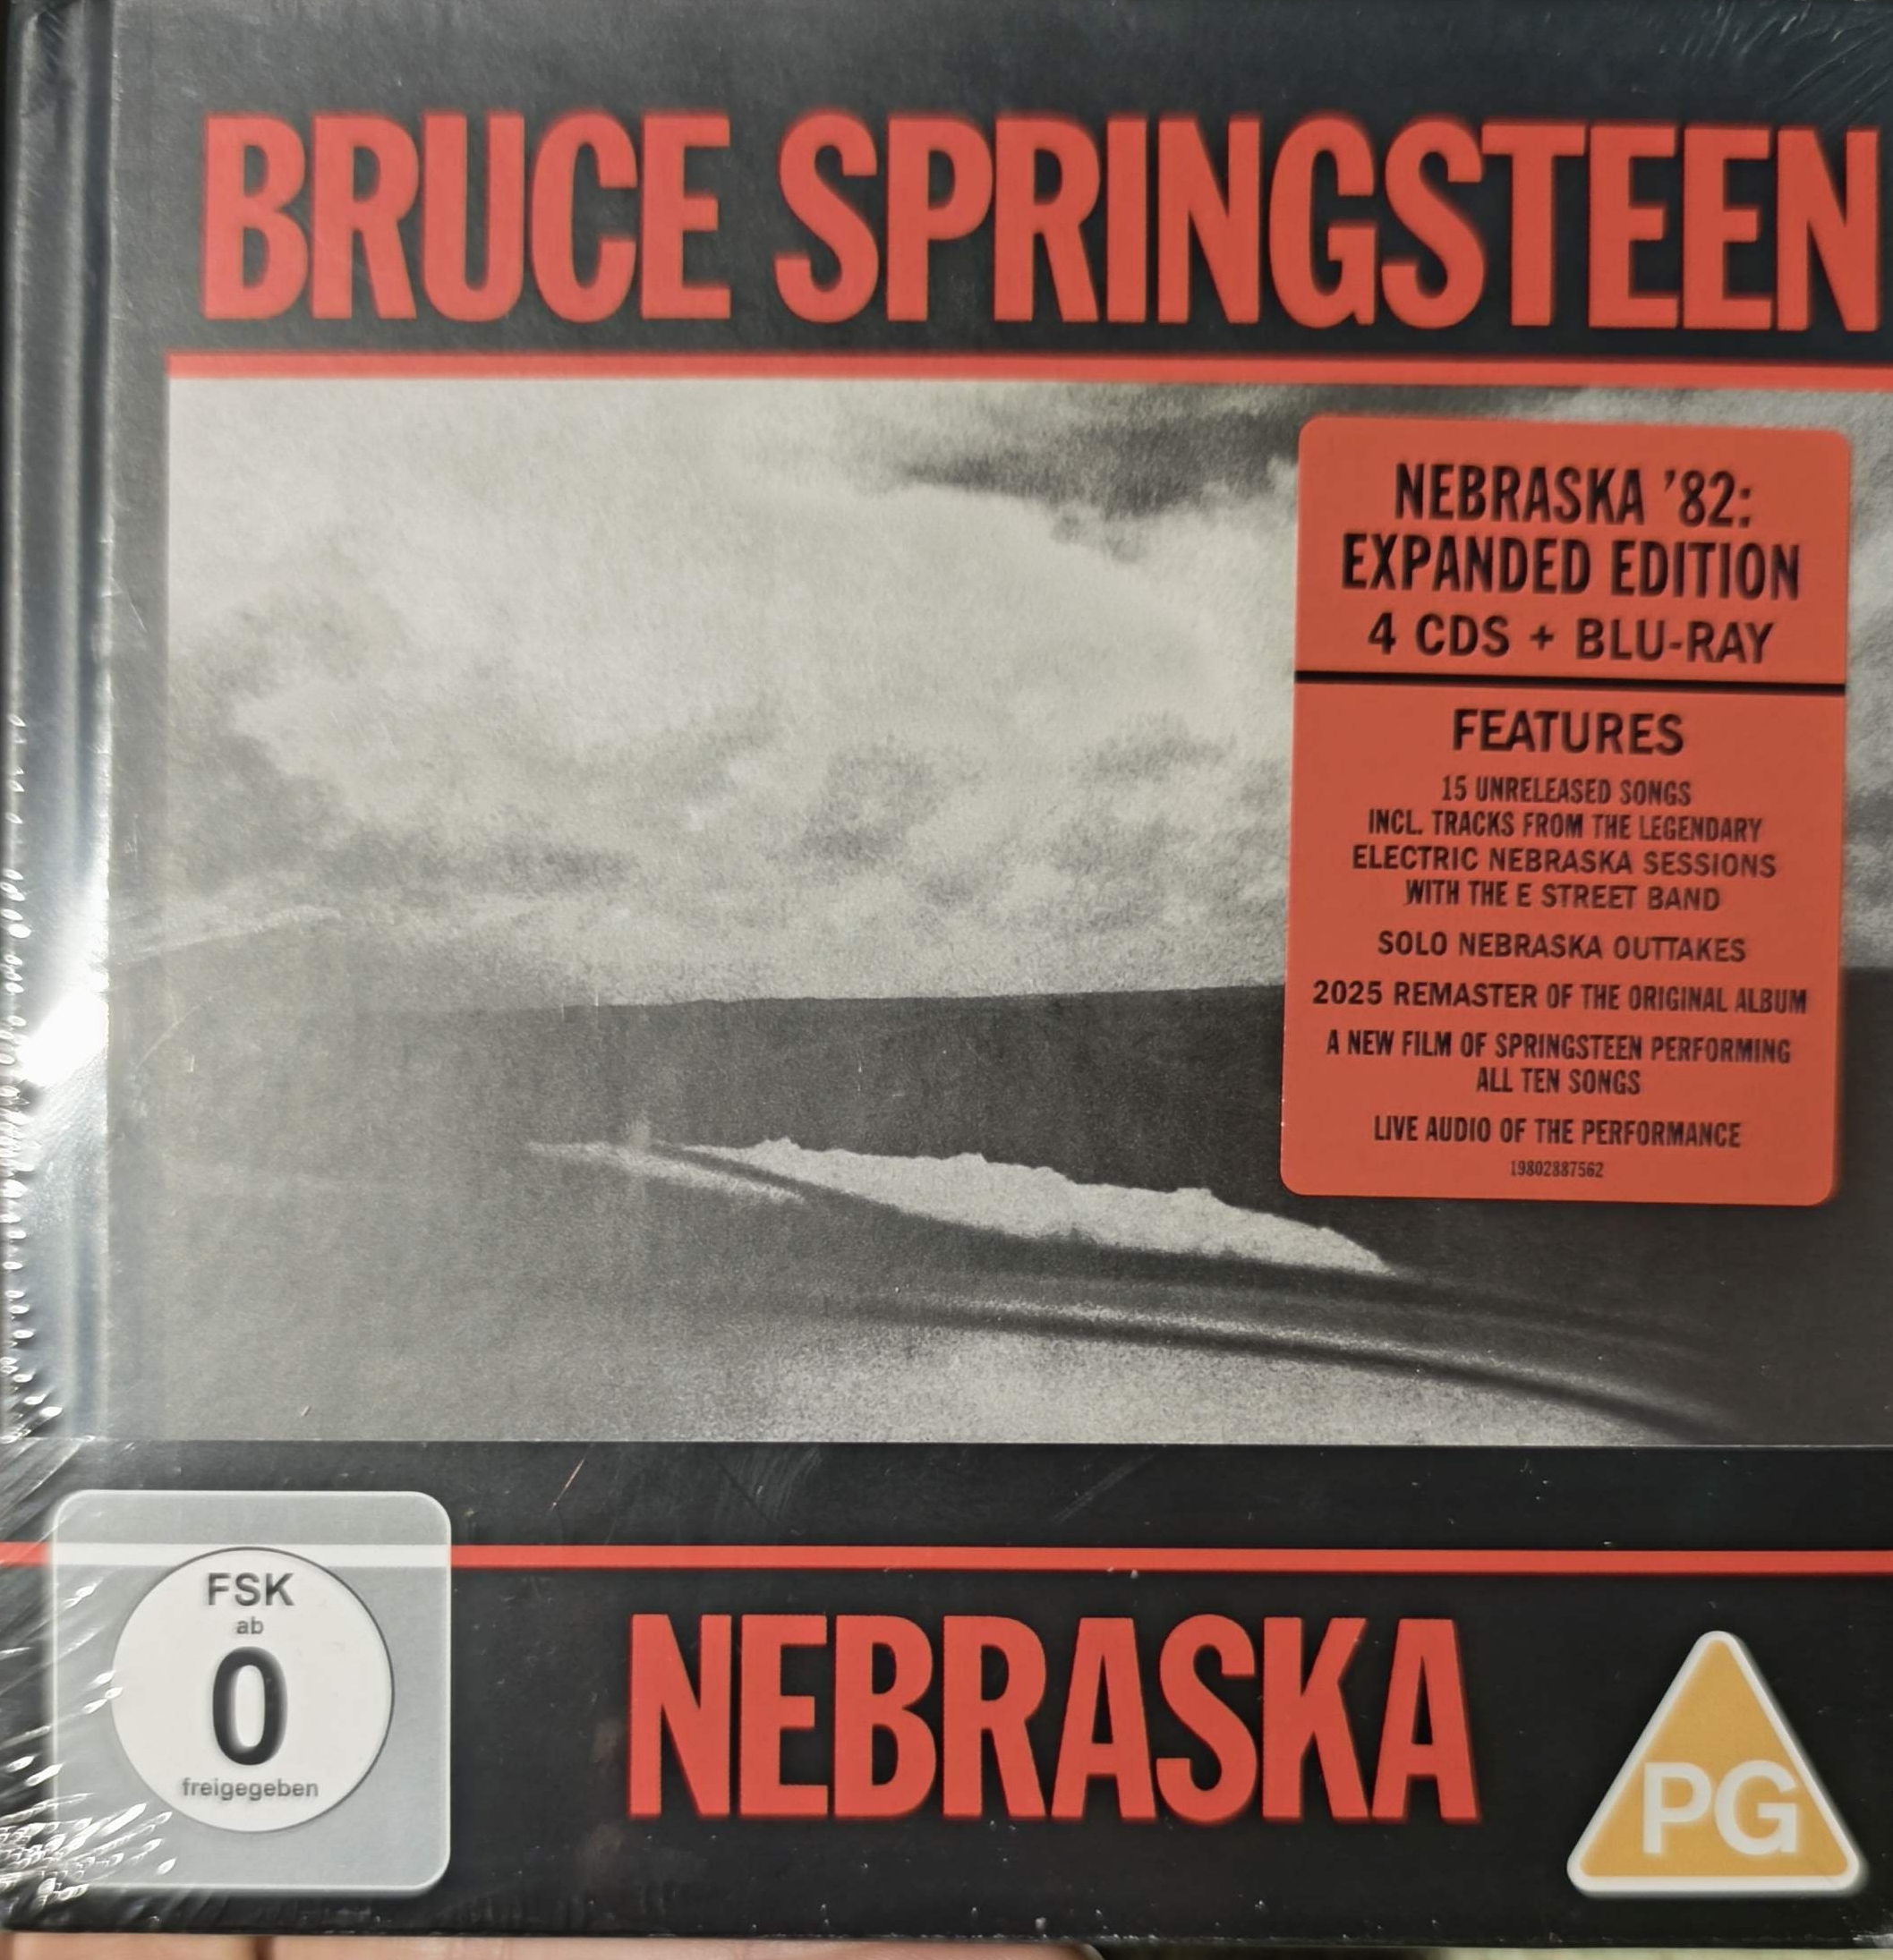 BRUCE SPRINGSTEEN
NEBRASKA '82:
EXPANDED EDITION
4 CDS + BLU-RAY
FEATURES
15 UNRELEASED SONGS
INCL. TRACKS FROM THE LEGENDARY
ELECTRIC NEBRASKA SESSIONS
WITH THE E STREET BAND
SOLO NEBRASKA OUTTAKES
2025 REMASTER OF THE ORIGINAL ALBUM
A NEW FILM OF SPRINGSTEEN PERFORMING
ALL TEN SONGS
LIVE AUDIO OF THE PERFORMANCE
19802887562
FSK
ab
0
freigegeben
NEBRASKA
PG